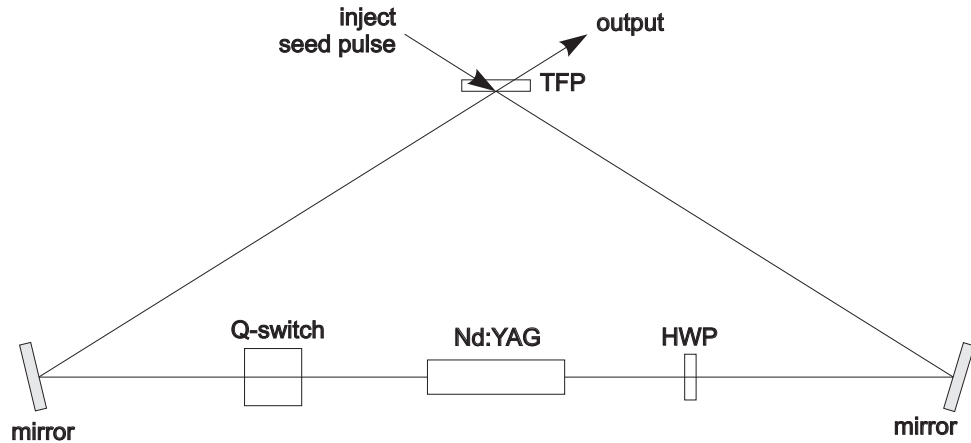 inject
seed pulse
output
TFP
Q-switch
Nd:YAG
HWP
mirror
mirror